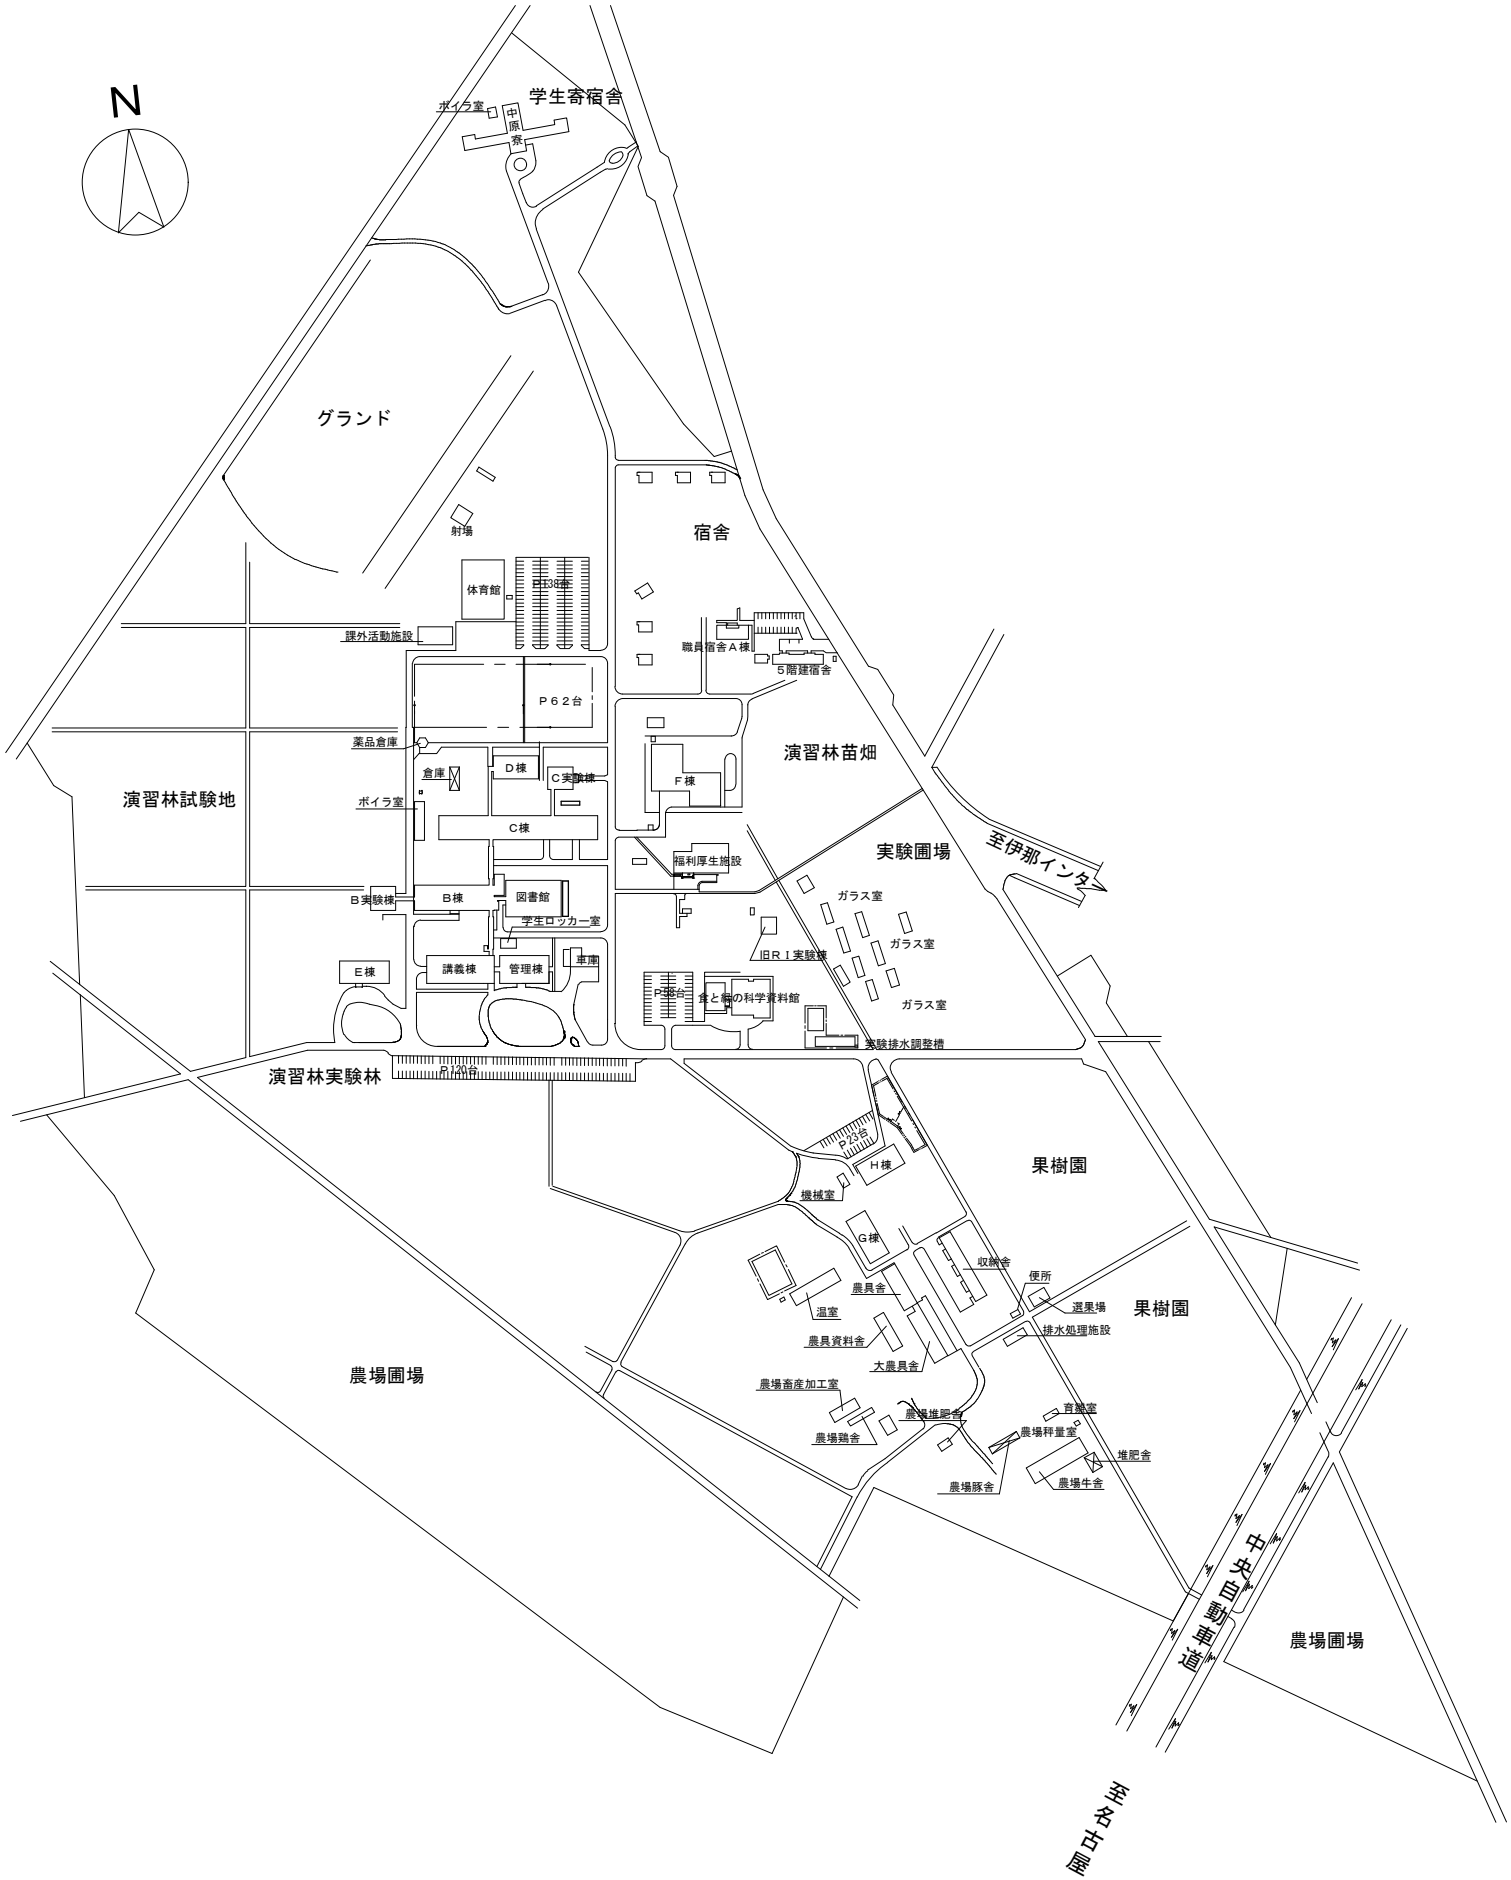 N
学生寄宿舎
ボイラ室
中原寮
グランド
射場
宿舎
体育館
P138台
課外活動施設
職員宿舎A棟
5階建宿舎
P62台
薬品倉庫
D棟
倉庫
C実験棟
F棟
演習林苗畑
演習林試験地
ボイラ室
C棟
福利厚生施設
実験圃場
至伊那インター
B実験棟
B棟
図書館
学生ロッカー室
ガラス室
ガラス室
ガラス室
旧RI実験棟
E棟
講義棟
管理棟
車庫
P98台
食と緑の科学資料館
実験排水調整槽
演習林実験林
P120台
P23台
H棟
果樹園
機械室
G棟
収納舎
便所
農具舎
選果場
果樹園
温室
排水処理施設
農具資料舎
大農具舎
農場圃場
農場畜産加工室
農場堆肥舎
育雛室
農場鶏舎
農場秤量室
堆肥舎
農場豚舎
農場牛舎
中央自動車道
農場圃場
至名古屋